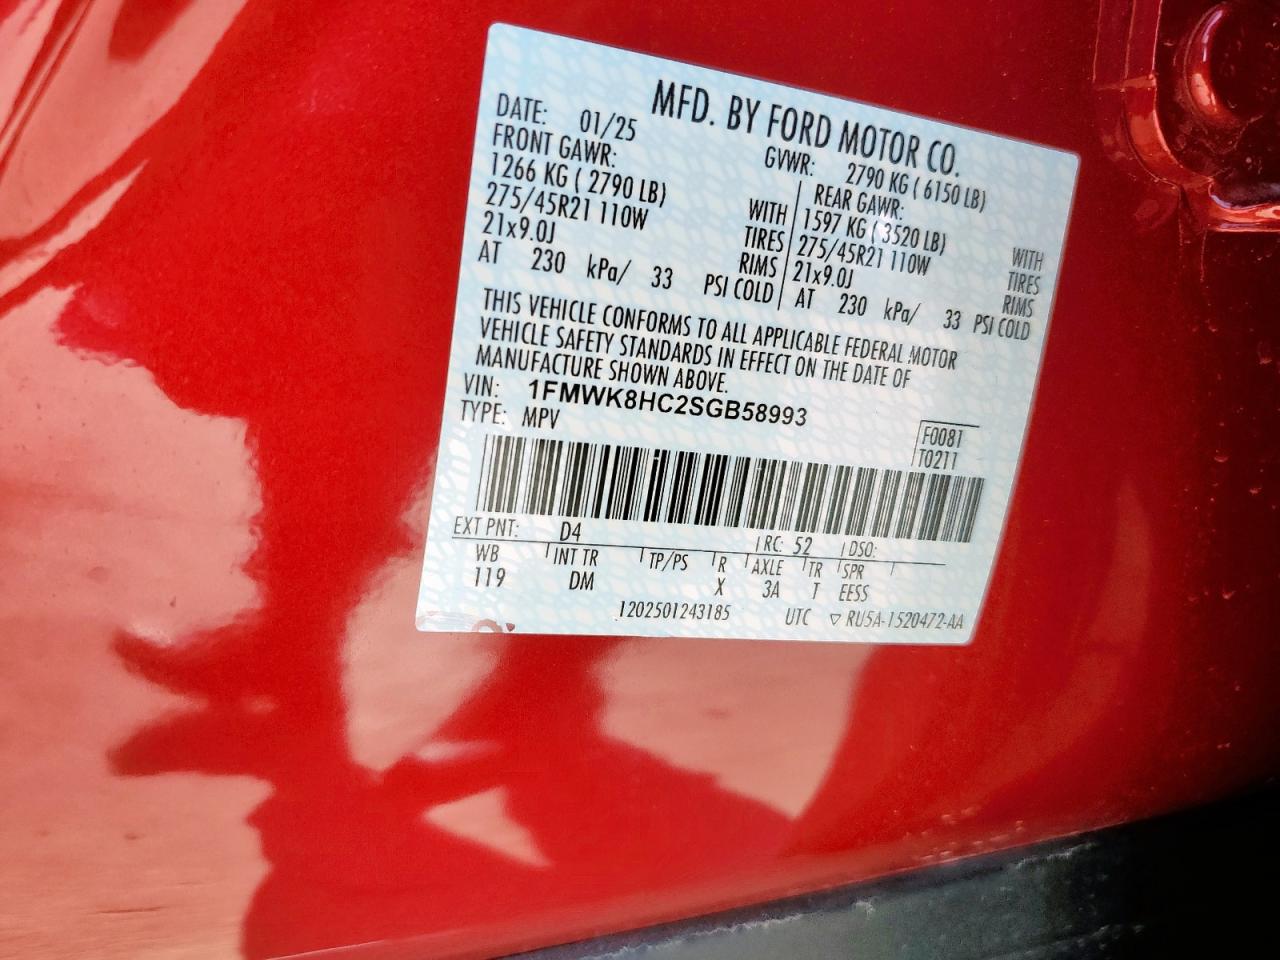 MFD. BY FORD MOTOR CO.
DATE: 01/25 GVWR: 2790 KG ( 6150 LB)
FRONT GAWR: REAR GAWR:
1266 KG ( 2790 LB) WITH 1597 KG ( 3520 LB) WITH
275/45R21 110W TIRES 275/45R21 110W TIRES
21x9.0J RIMS 21x9.0J RIMS
AT 230 kPa/ 33 PSI COLD AT 230 kPa/ 33 PSI COLD
THIS VEHICLE CONFORMS TO ALL APPLICABLE FEDERAL MOTOR
VEHICLE SAFETY STANDARDS IN EFFECT ON THE DATE OF
MANUFACTURE SHOWN ABOVE.
VIN: 1FMWK8HC2SGB58993
TYPE: MPV
F0081
T0211
EXT PNT: D4 RC: 52 DSO:
WB INT TR TP/PS R AXLE TR SPR
119 DM X 3A T EESS
1202501243185 UTC ▽ RU5A-1520472-AA